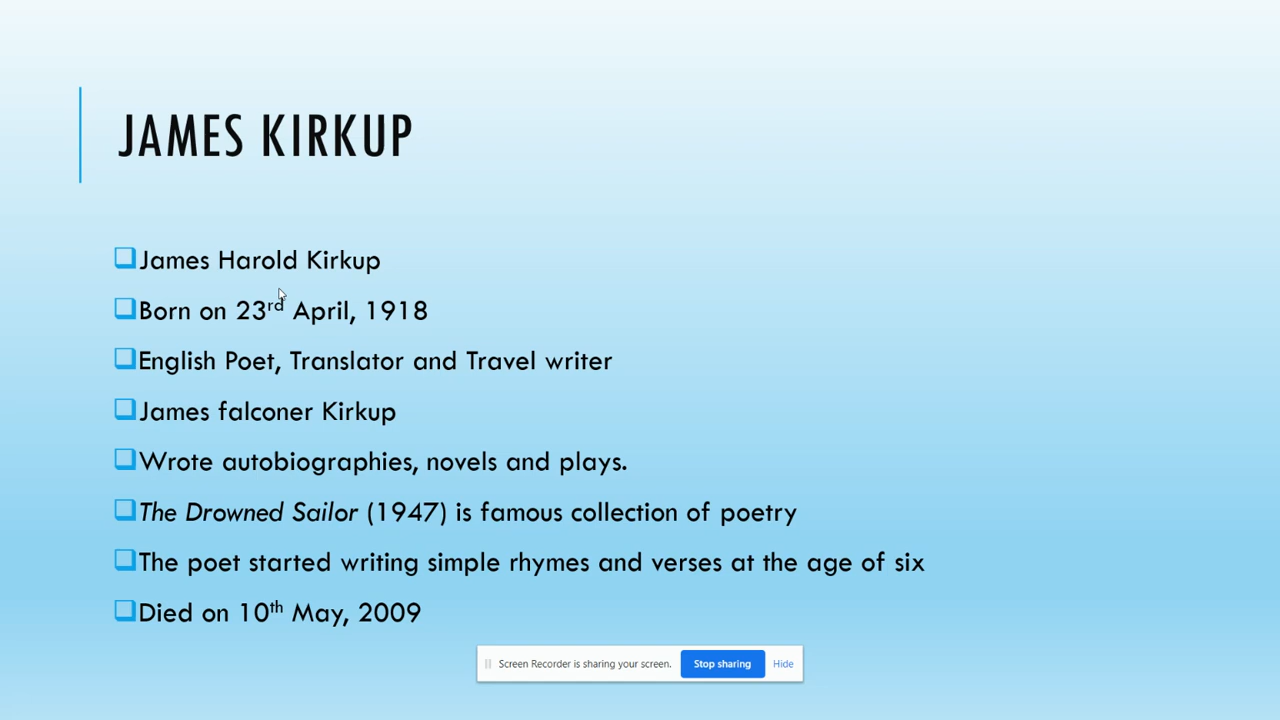 JAMES KIRKUP
James Harold Kirkup
Born on 23rd April, 1918
English Poet, Translator and Travel writer
James falconer Kirkup
Wrote autobiographies, novels and plays.
The Drowned Sailor (1947) is famous collection of poetry
The poet started writing simple rhymes and verses at the age of six
Died on 10th May, 2009
Screen Recorder is sharing your screen. Stop sharing Hide